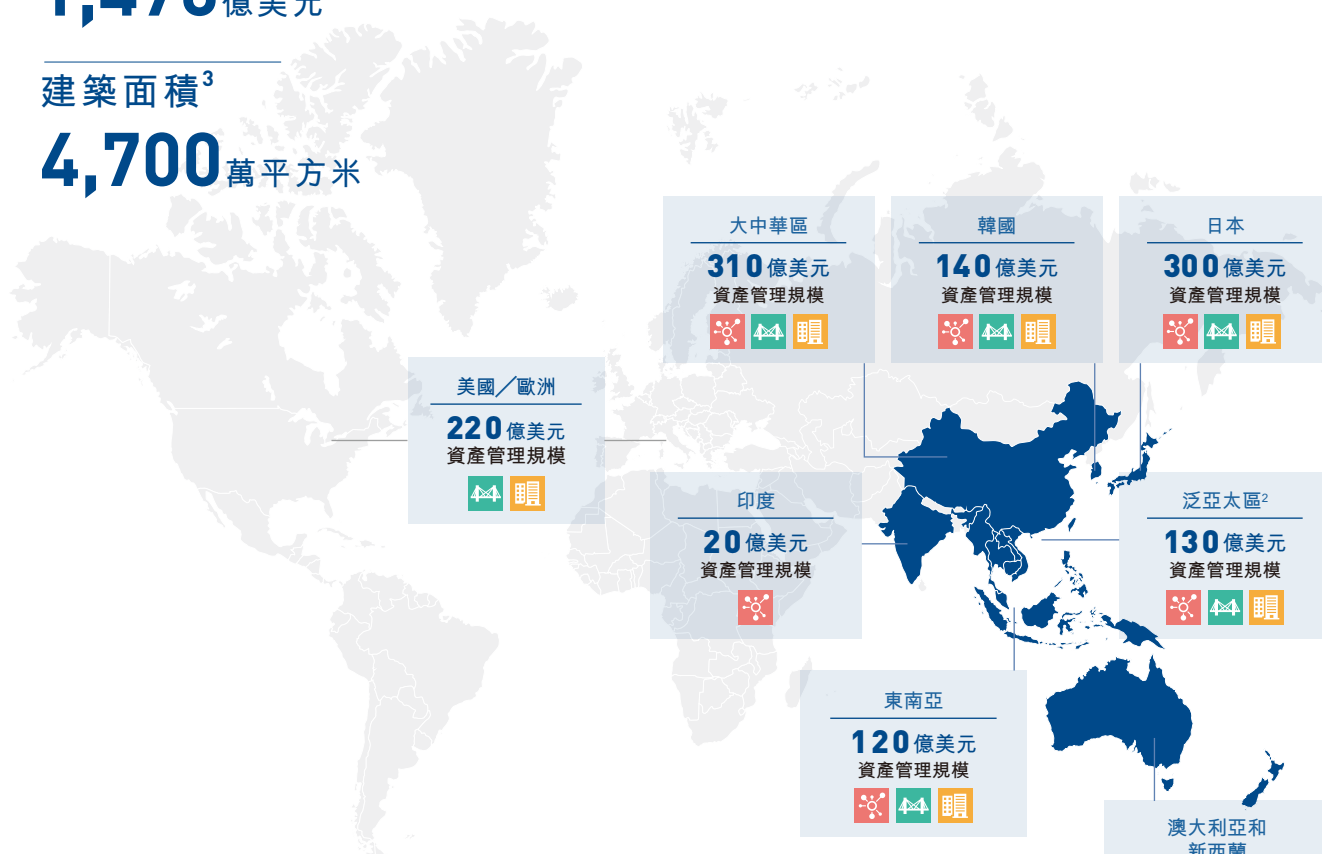 億美元
建築面積3
4,700萬平方米
大中華區
310億美元
資產管理規模
韓國
140億美元
資產管理規模
日本
300億美元
資產管理規模
美國／歐洲
220億美元
資產管理規模
印度
20億美元
資產管理規模
泛亞太區2
130億美元
資產管理規模
東南亞
120億美元
資產管理規模
澳大利亞和
新西蘭